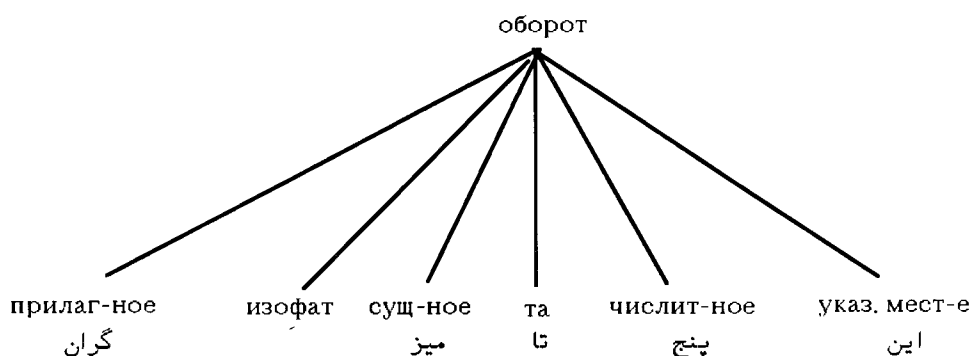 оборот
прилаг-ное изофат сущ-ное та числит-ное указ. мест-е
گران ِ میز تا پنج این